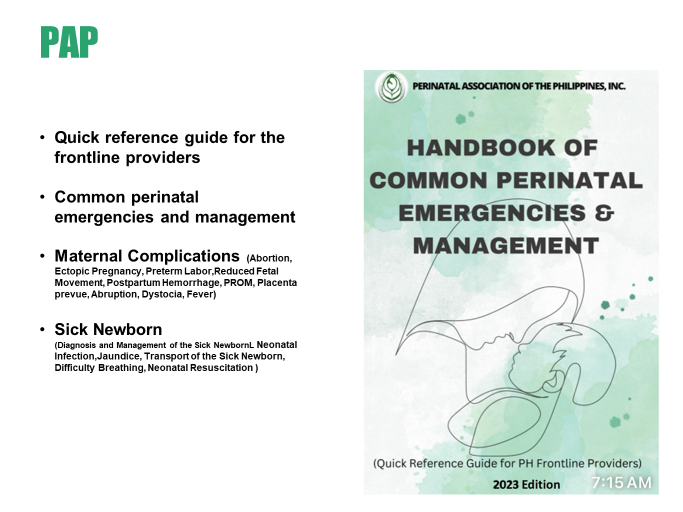 PAP
• Quick reference guide for the
frontline providers
• Common perinatal
emergencies and management
• Maternal Complications (Abortion,
Ectopic Pregnancy, Preterm Labor,Reduced Fetal
Movement, Postpartum Hemorrhage, PROM, Placenta
prevue, Abruption, Dystocia, Fever)
• Sick Newborn
(Diagnosis and Management of the Sick NewbornL Neonatal
Infection,Jaundice, Transport of the Sick Newborn,
Difficulty Breathing, Neonatal Resuscitation )
PERINATAL ASSOCIATION OF THE PHILIPPINES, INC.
HANDBOOK OF
COMMON PERINATAL
EMERGENCIES &
MANAGEMENT
(Quick Reference Guide for PH Frontline Providers)
2023 Edition
7:15 AM